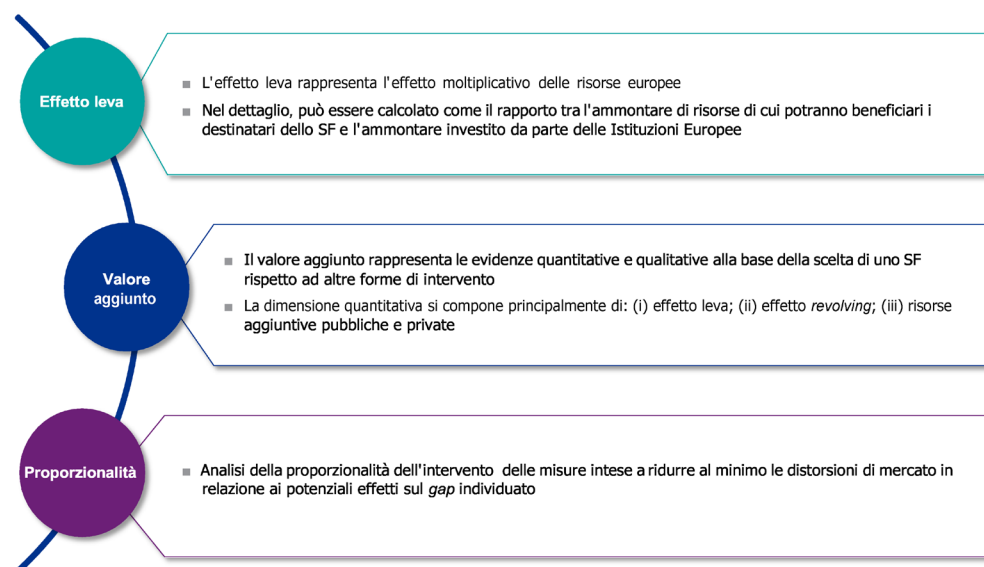 Effetto leva
L'effetto leva rappresenta l'effetto moltiplicativo delle risorse europee
Nel dettaglio, può essere calcolato come il rapporto tra l'ammontare di risorse di cui potranno beneficiari i
destinatari dello SF e l'ammontare investito da parte delle Istituzioni Europee
Valore
aggiunto
Il valore aggiunto rappresenta le evidenze quantitative e qualitative alla base della scelta di uno SF
rispetto ad altre forme di intervento
La dimensione quantitativa si compone principalmente di: (i) effetto leva; (ii) effetto revolving; (iii) risorse
aggiuntive pubbliche e private
Proporzionalità
Analisi della proporzionalità dell'intervento delle misure intese a ridurre al minimo le distorsioni di mercato in
relazione ai potenziali effetti sul gap individuato